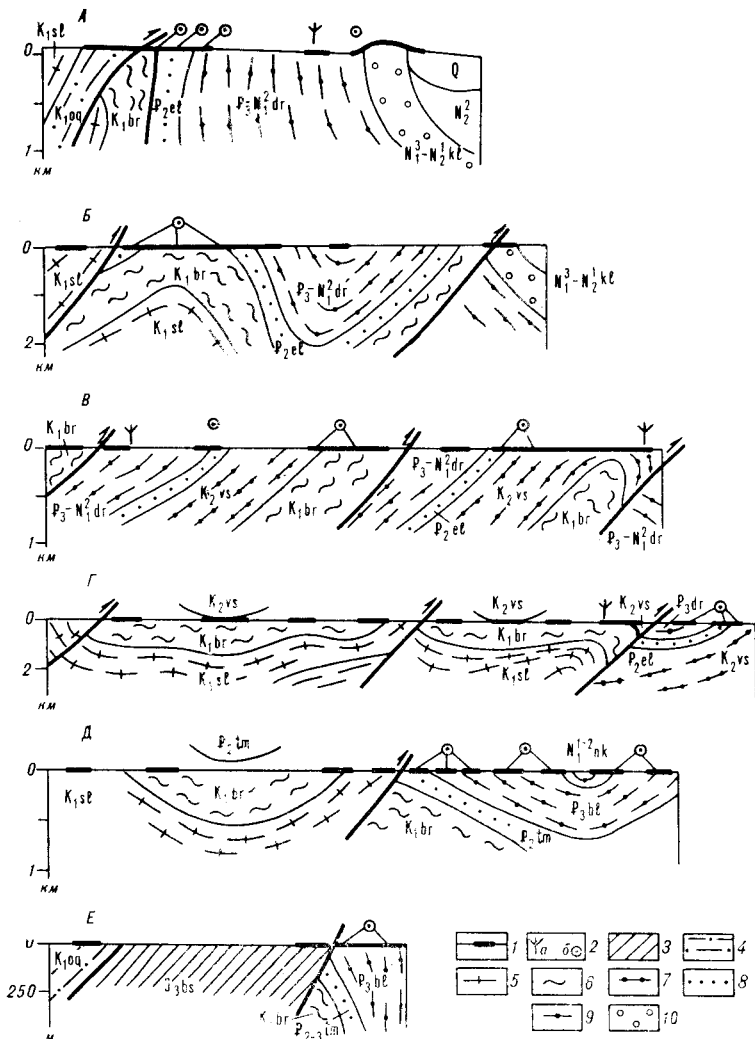 А
K₁sl
0
K₁oq
K₁br
P₂el
P₃-N₁²dr
Q
N₂²
N₁³-N₂¹kl
1
км
Б
0
K₁sl
K₁br
P₃-N₁²dr
N₁³-N₂¹kl
K₁sl
P₂el
2
км
В
K₁br
0
P₃-N₁²dr
K₂vs
K₁br
P₃-N₁²dr
K₂vs
P₂el
K₁br
P₃-N₁²dr
1
км
Г
K₂vs
K₂vs
K₂vs
P₃dr
0
K₁br
K₁br
P₂el
K₂vs
K₁sl
K₁sl
2
км
Д
P₂tm
N₁¹⁻²nk
0
K₁sl
K₁br
P₃bl
K₁br
P₂tm
1
км
Е
0
K₁oq
J₃bs
P₃bl
250
K₁br
P₂₋₃tm
м
1
а б 2
3
4
5
6
7
8
9
10